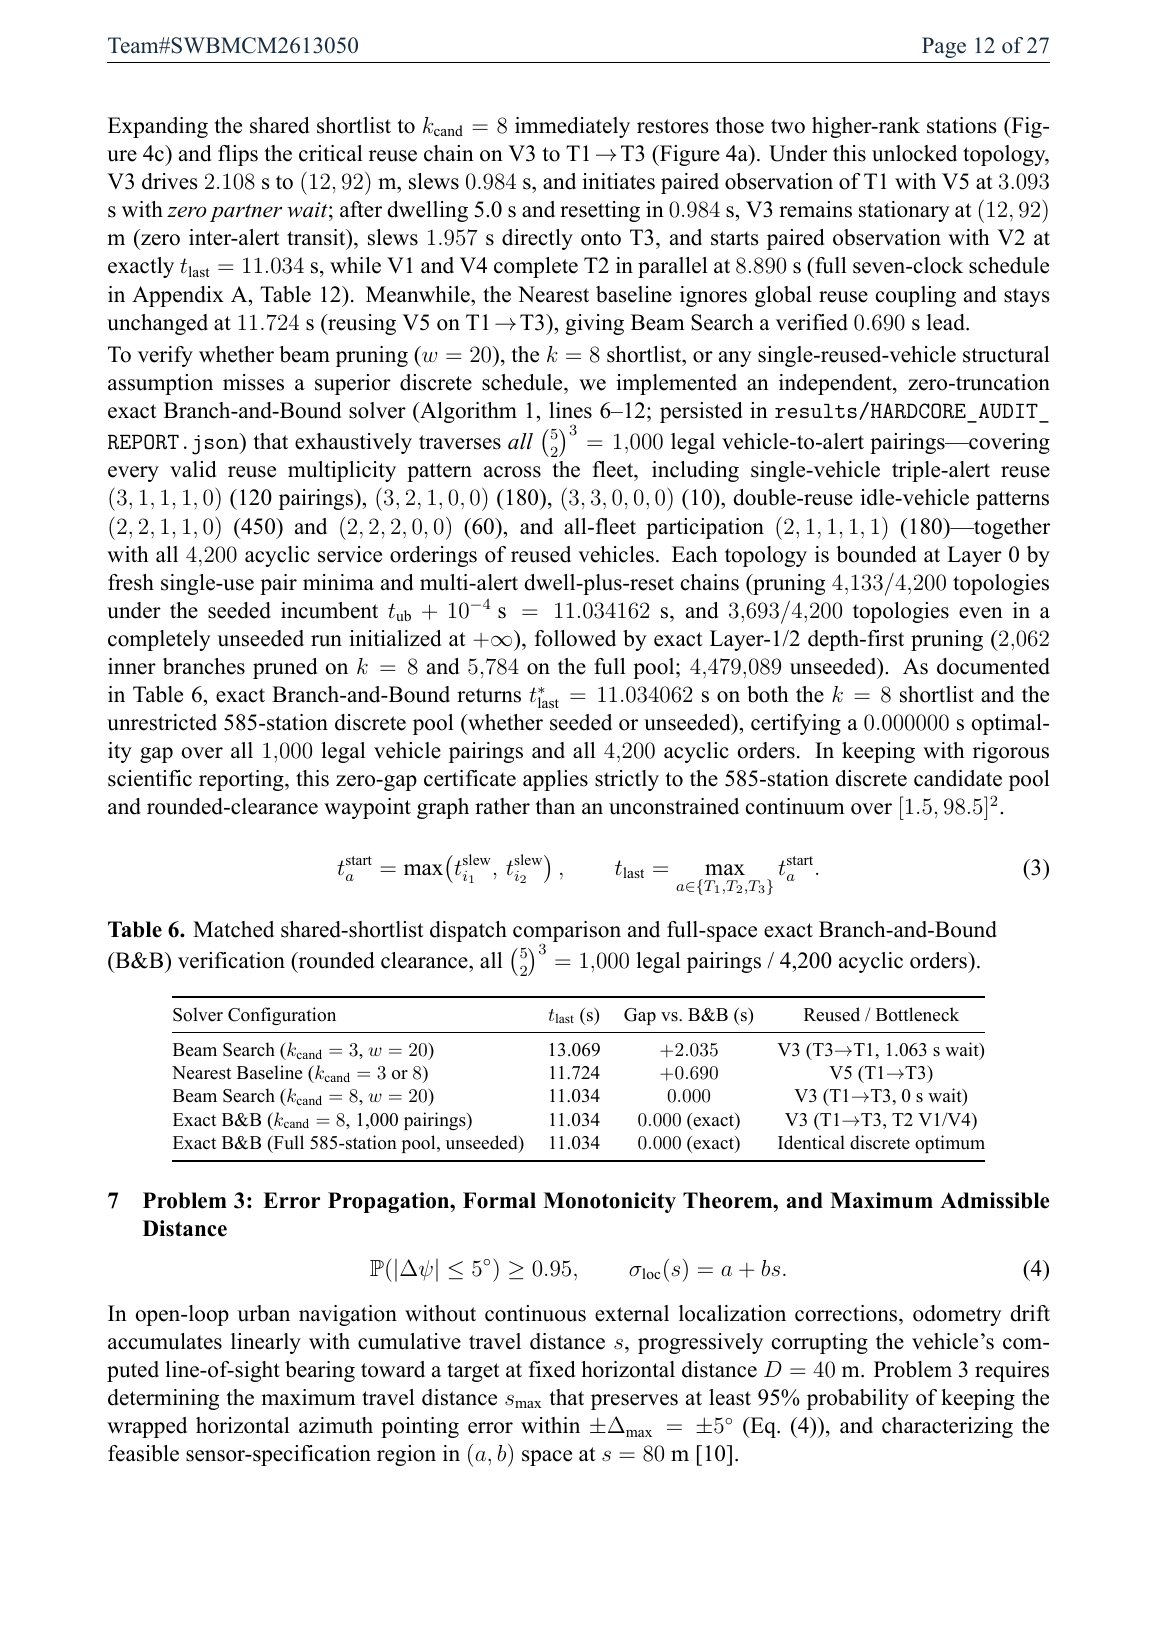 Team#SWBMCM2613050 Page 12 of 27
Expanding the shared shortlist to k_cand = 8 immediately restores those two higher-rank stations (Fig-
ure 4c) and flips the critical reuse chain on V3 to T1→T3 (Figure 4a). Under this unlocked topology,
V3 drives 2.108 s to (12, 92) m, slews 0.984 s, and initiates paired observation of T1 with V5 at 3.093
s with zero partner wait; after dwelling 5.0 s and resetting in 0.984 s, V3 remains stationary at (12, 92)
m (zero inter-alert transit), slews 1.957 s directly onto T3, and starts paired observation with V2 at
exactly t_last = 11.034 s, while V1 and V4 complete T2 in parallel at 8.890 s (full seven-clock schedule
in Appendix A, Table 12). Meanwhile, the Nearest baseline ignores global reuse coupling and stays
unchanged at 11.724 s (reusing V5 on T1→T3), giving Beam Search a verified 0.690 s lead.
To verify whether beam pruning (w = 20), the k = 8 shortlist, or any single-reused-vehicle structural
assumption misses a superior discrete schedule, we implemented an independent, zero-truncation
exact Branch-and-Bound solver (Algorithm 1, lines 6–12; persisted in results/HARDCORE_AUDIT_
REPORT.json) that exhaustively traverses all (5 2)^3 = 1,000 legal vehicle-to-alert pairings—covering
every valid reuse multiplicity pattern across the fleet, including single-vehicle triple-alert reuse
(3, 1, 1, 1, 0) (120 pairings), (3, 2, 1, 0, 0) (180), (3, 3, 0, 0, 0) (10), double-reuse idle-vehicle patterns
(2, 2, 1, 1, 0) (450) and (2, 2, 2, 0, 0) (60), and all-fleet participation (2, 1, 1, 1, 1) (180)—together
with all 4,200 acyclic service orderings of reused vehicles. Each topology is bounded at Layer 0 by
fresh single-use pair minima and multi-alert dwell-plus-reset chains (pruning 4,133/4,200 topologies
under the seeded incumbent t_ub + 10^−4 s = 11.034162 s, and 3,693/4,200 topologies even in a
completely unseeded run initialized at +∞), followed by exact Layer-1/2 depth-first pruning (2,062
inner branches pruned on k = 8 and 5,784 on the full pool; 4,479,089 unseeded). As documented
in Table 6, exact Branch-and-Bound returns t*_last = 11.034062 s on both the k = 8 shortlist and the
unrestricted 585-station discrete pool (whether seeded or unseeded), certifying a 0.000000 s optimal-
ity gap over all 1,000 legal vehicle pairings and all 4,200 acyclic orders. In keeping with rigorous
scientific reporting, this zero-gap certificate applies strictly to the 585-station discrete candidate pool
and rounded-clearance waypoint graph rather than an unconstrained continuum over [1.5, 98.5]^2.
t_a^start = max(t_{i_1}^slew, t_{i_2}^slew), t_last = max_{a∈{T_1,T_2,T_3}} t_a^start. (3)
Table 6. Matched shared-shortlist dispatch comparison and full-space exact Branch-and-Bound
(B&B) verification (rounded clearance, all (5 2)^3 = 1,000 legal pairings / 4,200 acyclic orders).
Solver Configuration t_last (s) Gap vs. B&B (s) Reused / Bottleneck
Beam Search (k_cand = 3, w = 20) 13.069 +2.035 V3 (T3→T1, 1.063 s wait)
Nearest Baseline (k_cand = 3 or 8) 11.724 +0.690 V5 (T1→T3)
Beam Search (k_cand = 8, w = 20) 11.034 0.000 V3 (T1→T3, 0 s wait)
Exact B&B (k_cand = 8, 1,000 pairings) 11.034 0.000 (exact) V3 (T1→T3, T2 V1/V4)
Exact B&B (Full 585-station pool, unseeded) 11.034 0.000 (exact) Identical discrete optimum
7 Problem 3: Error Propagation, Formal Monotonicity Theorem, and Maximum Admissible
Distance
ℙ(|Δψ| ≤ 5°) ≥ 0.95, σ_loc(s) = a + bs. (4)
In open-loop urban navigation without continuous external localization corrections, odometry drift
accumulates linearly with cumulative travel distance s, progressively corrupting the vehicle's com-
puted line-of-sight bearing toward a target at fixed horizontal distance D = 40 m. Problem 3 requires
determining the maximum travel distance s_max that preserves at least 95% probability of keeping the
wrapped horizontal azimuth pointing error within ±Δ_max = ±5° (Eq. (4)), and characterizing the
feasible sensor-specification region in (a, b) space at s = 80 m [10].